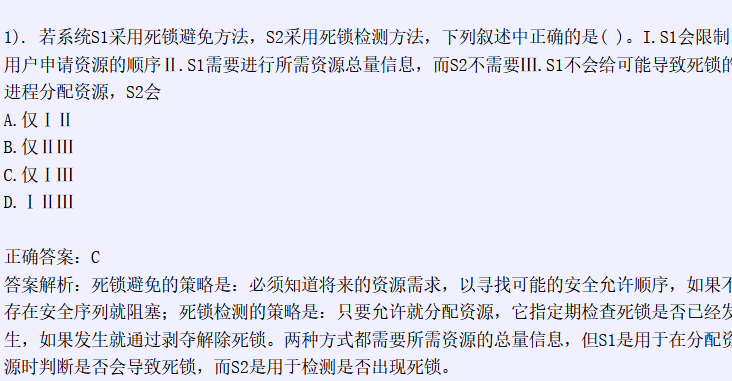 1). 若系统S1采用死锁避免方法，S2采用死锁检测方法，下列叙述中正确的是( )。I.S1会限制
用户申请资源的顺序Ⅱ.S1需要进行所需资源总量信息，而S2不需要Ⅲ.S1不会给可能导致死锁的
进程分配资源，S2会
A.仅ⅠⅡ
B.仅ⅡⅢ
C.仅ⅠⅢ
D.ⅠⅡⅢ
正确答案：C
答案解析：死锁避免的策略是：必须知道将来的资源需求，以寻找可能的安全允许顺序，如果不
存在安全序列就阻塞；死锁检测的策略是：只要允许就分配资源，它指定期检查死锁是否已经发
生，如果发生就通过剥夺解除死锁。两种方式都需要所需资源的总量信息，但S1是用于在分配资
源时判断是否会导致死锁，而S2是用于检测是否出现死锁。